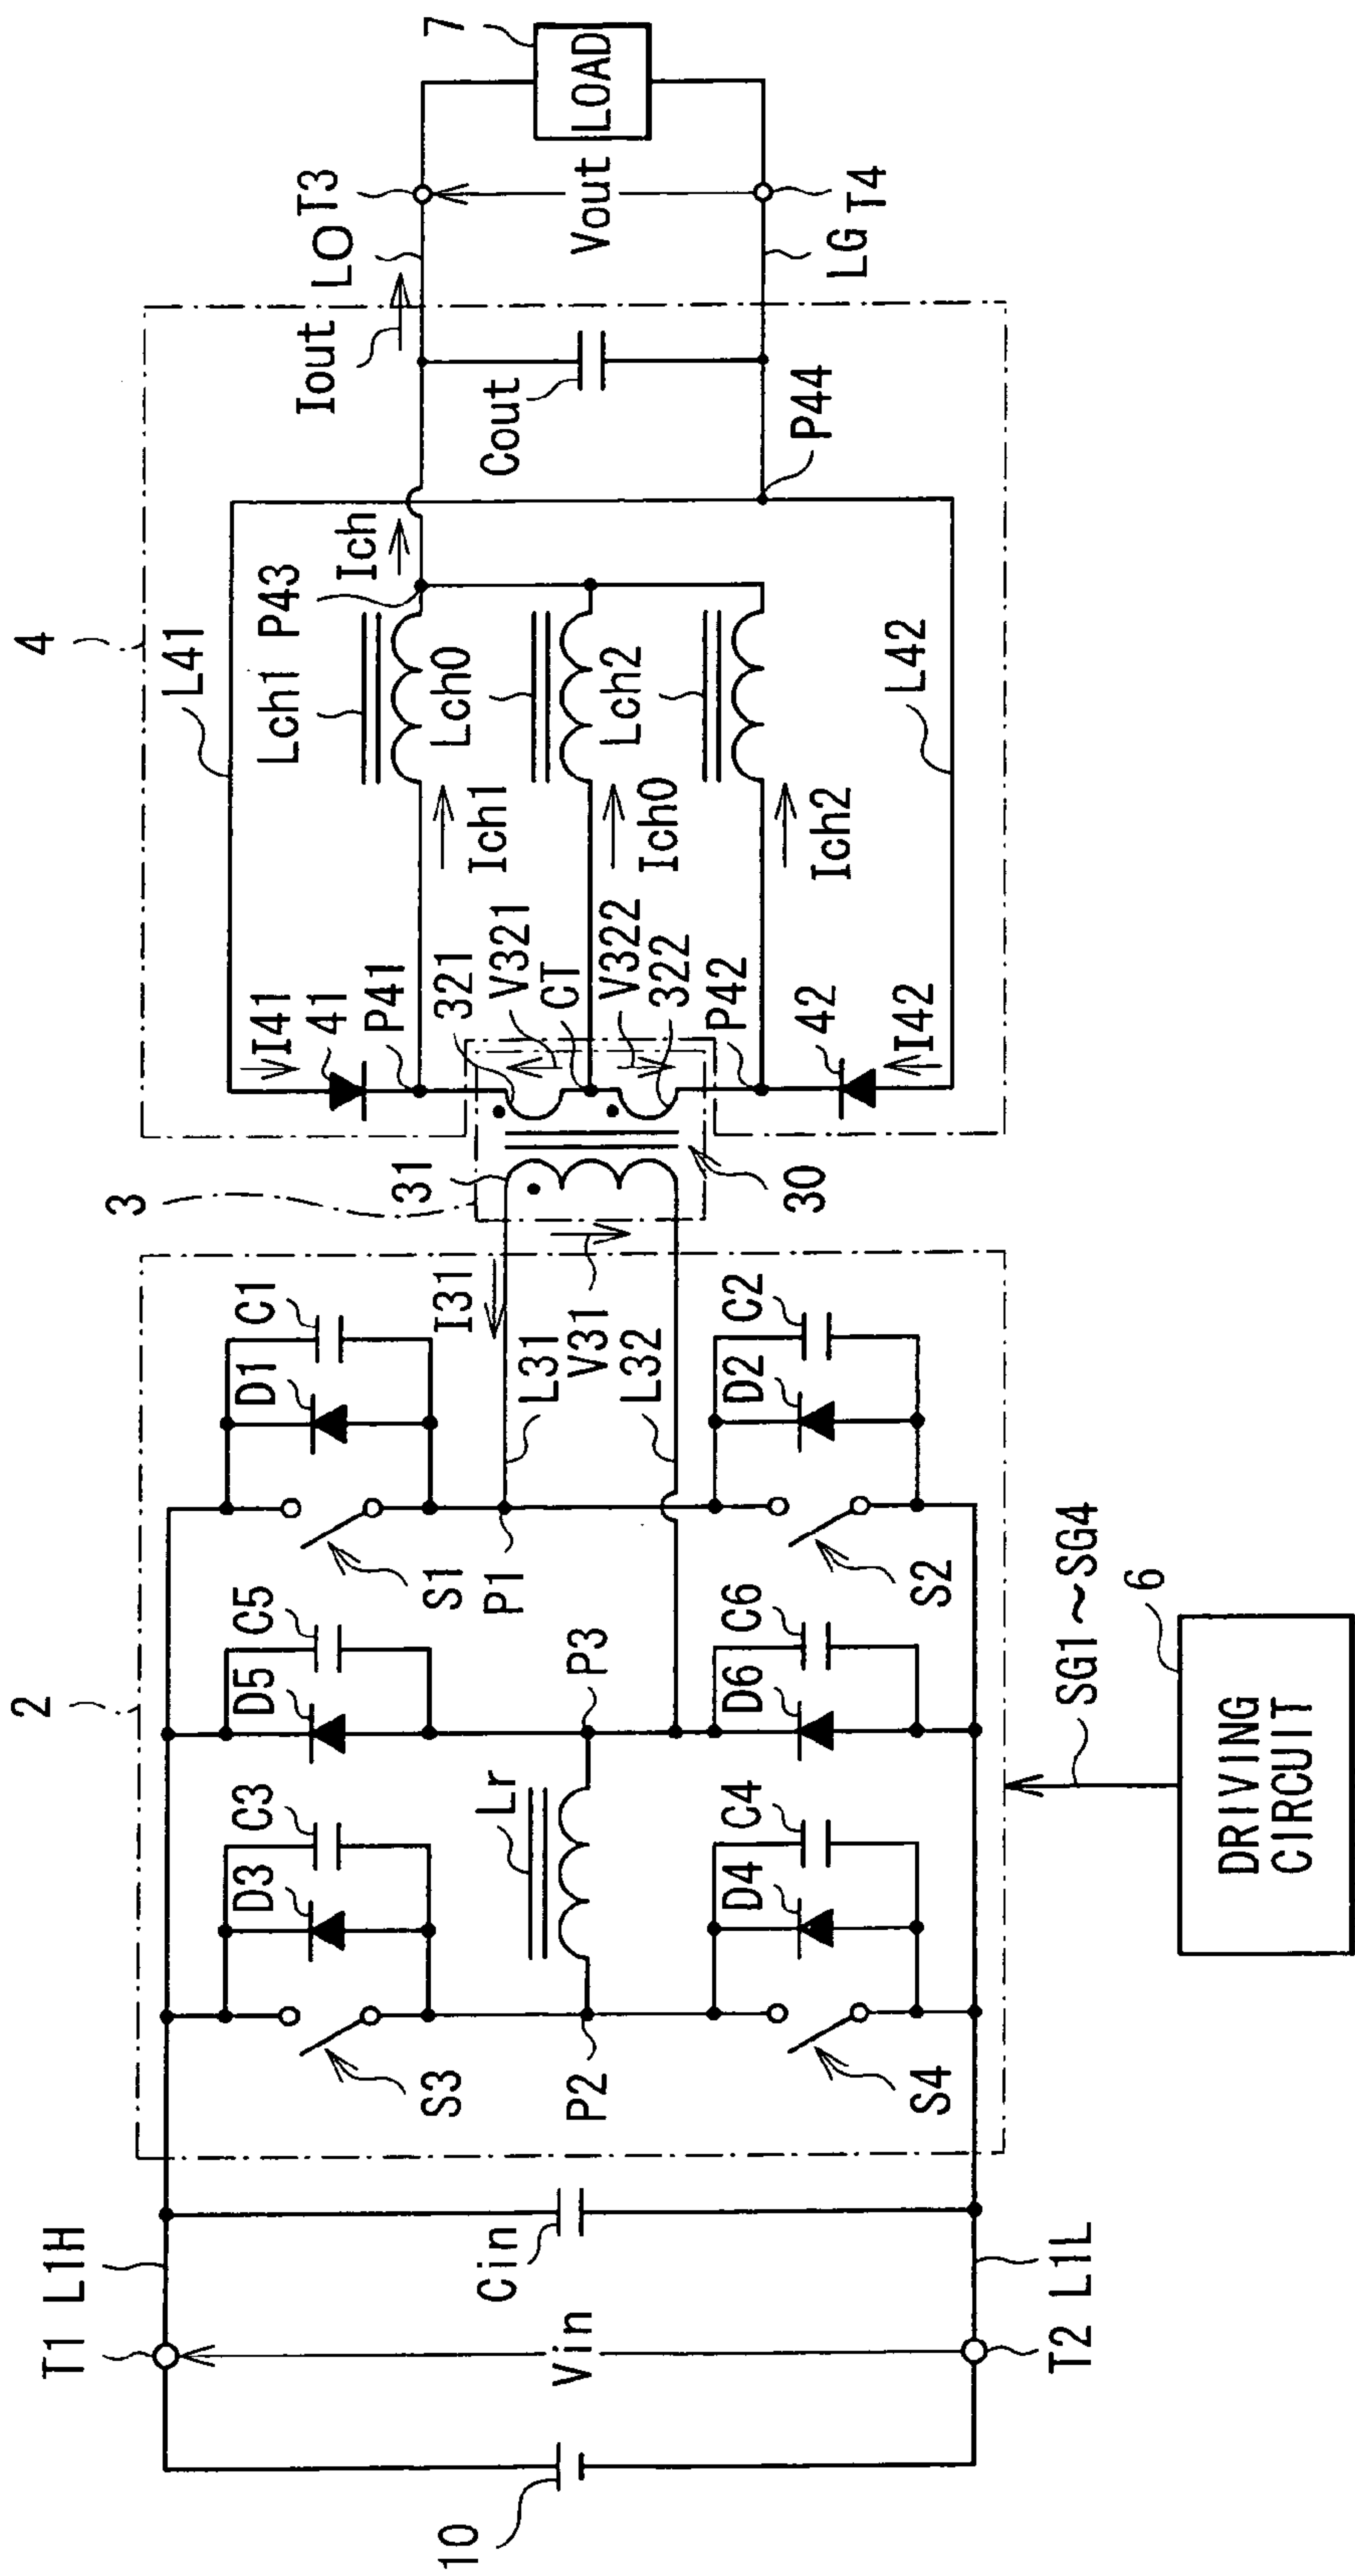 10
T1
L1H
Vin
Cin
T2
L1L
2
S3
D3
C3
D5
C5
S1
D1
C1
P2
Lr
P3
P1
I31
L31
V31
L32
S4
D4
C4
D6
C6
S2
D2
C2
SG1~SG4
6
DRIVING
CIRCUIT
3
31
30
4
I41
41
P41
321
V321
CT
V322
322
P42
42
I42
L41
Lch1
P43
Ich
Lch0
Lch2
Ich1
Ich0
Ich2
L42
Iout
LO
T3
Cout
P44
Vout
LG
T4
7
LOAD